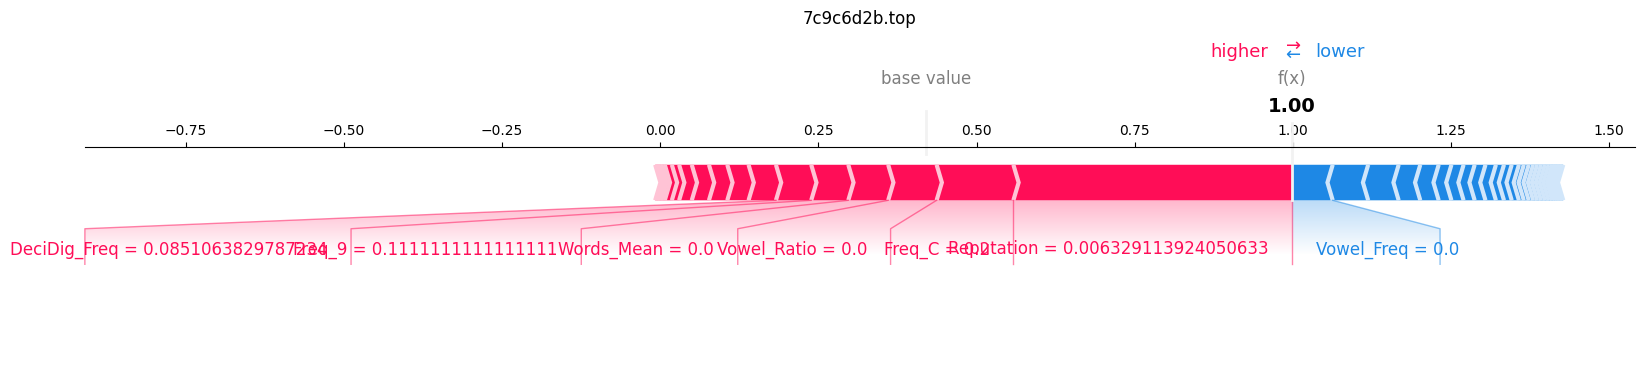 7c9c6d2b.top
higher → ← lower
base value f(x)
1.00
−0.75 −0.50 −0.25 0.00 0.25 0.50 0.75 1.00 1.25 1.50
DeciDig_Freq = 0.0851063829787234 Freq_9 = 0.1111111111111111 Words_Mean = 0.0 Vowel_Ratio = 0.0 Freq_C = 0.2 Reputation = 0.006329113924050633 Vowel_Freq = 0.0